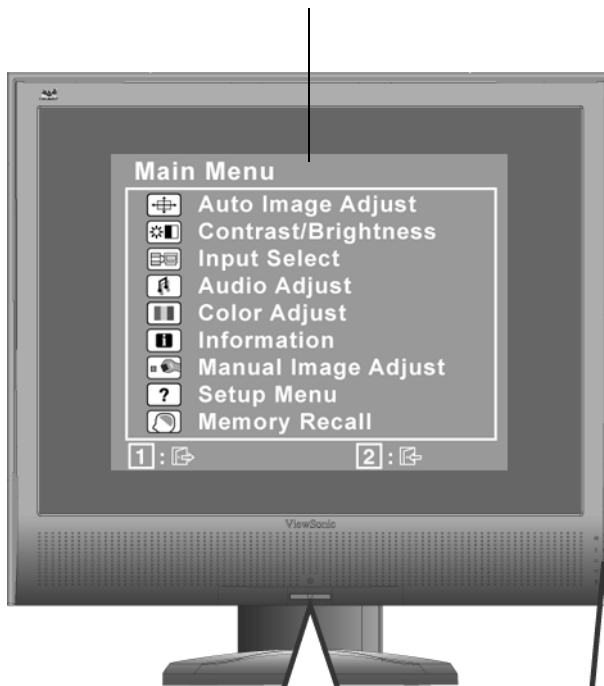 Main Menu
Auto Image Adjust
Contrast/Brightness
Input Select
Audio Adjust
Color Adjust
Information
Manual Image Adjust
? Setup Menu
Memory Recall
1 : 2 :
ViewSonic